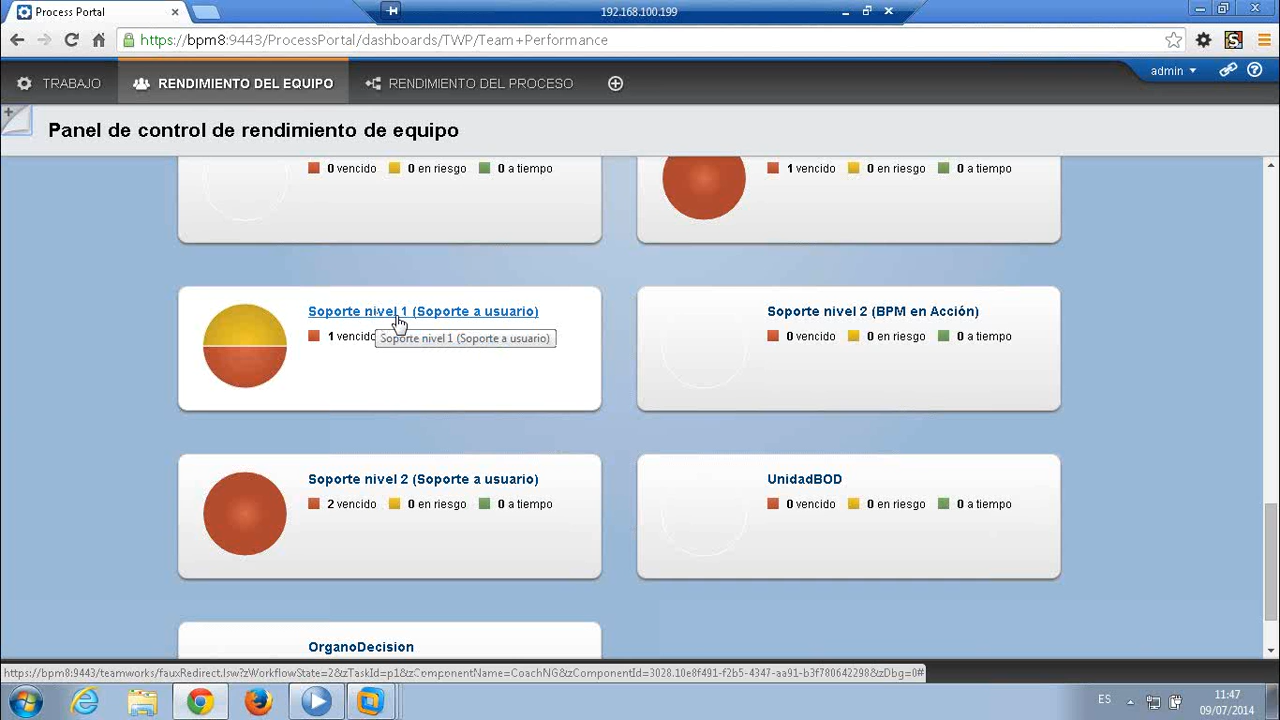 Process Portal
192.168.100.199
https://bpm8:9443/ProcessPortal/dashboards/TWP/Team+Performance
TRABAJO
RENDIMIENTO DEL EQUIPO
RENDIMIENTO DEL PROCESO
admin
Panel de control de rendimiento de equipo
0 vencido 0 en riesgo 0 a tiempo
1 vencido 0 en riesgo 0 a tiempo
Soporte nivel 1 (Soporte a usuario)
1 vencido
Soporte nivel 1 (Soporte a usuario)
Soporte nivel 2 (BPM en Acción)
0 vencido 0 en riesgo 0 a tiempo
Soporte nivel 2 (Soporte a usuario)
2 vencido 0 en riesgo 0 a tiempo
UnidadBOD
0 vencido 0 en riesgo 0 a tiempo
OrganoDecision
https://bpm8:9443/teamworks/fauxRedirect.lsw?zWorkflowState=2&zTaskId=p1&zComponentName=CoachNG&zComponentId=3028.10e8f491-f2b5-4347-aa91-b3f780642298&zDbg=0#
ES
11:47
09/07/2014